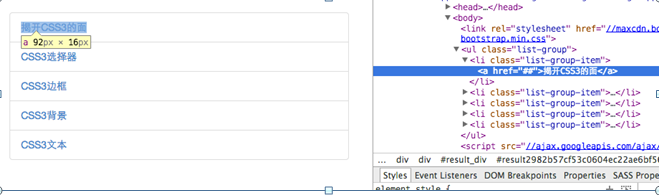 揭开CSS3的面
a 92px × 16px
CSS3选择器
CSS3边框
CSS3背景
CSS3文本
▶<head>…</head>
▼<body>
<link rel="stylesheet" href="//maxcdn.bo
bootstrap.min.css">
▼<ul class="list-group">
▼<li class="list-group-item">
<a href="##">揭开CSS3的面</a>
</li>
▶<li class="list-group-item">…</li>
▶<li class="list-group-item">…</li>
▶<li class="list-group-item">…</li>
▶<li class="list-group-item">…</li>
</ul>
<script src="//ajax.googleapis.com/ajax/
... div div #result_div #result2982b57cf53c0604ec22ae6bf56
Styles Event Listeners DOM Breakpoints Properties SASS Prope
element.style {